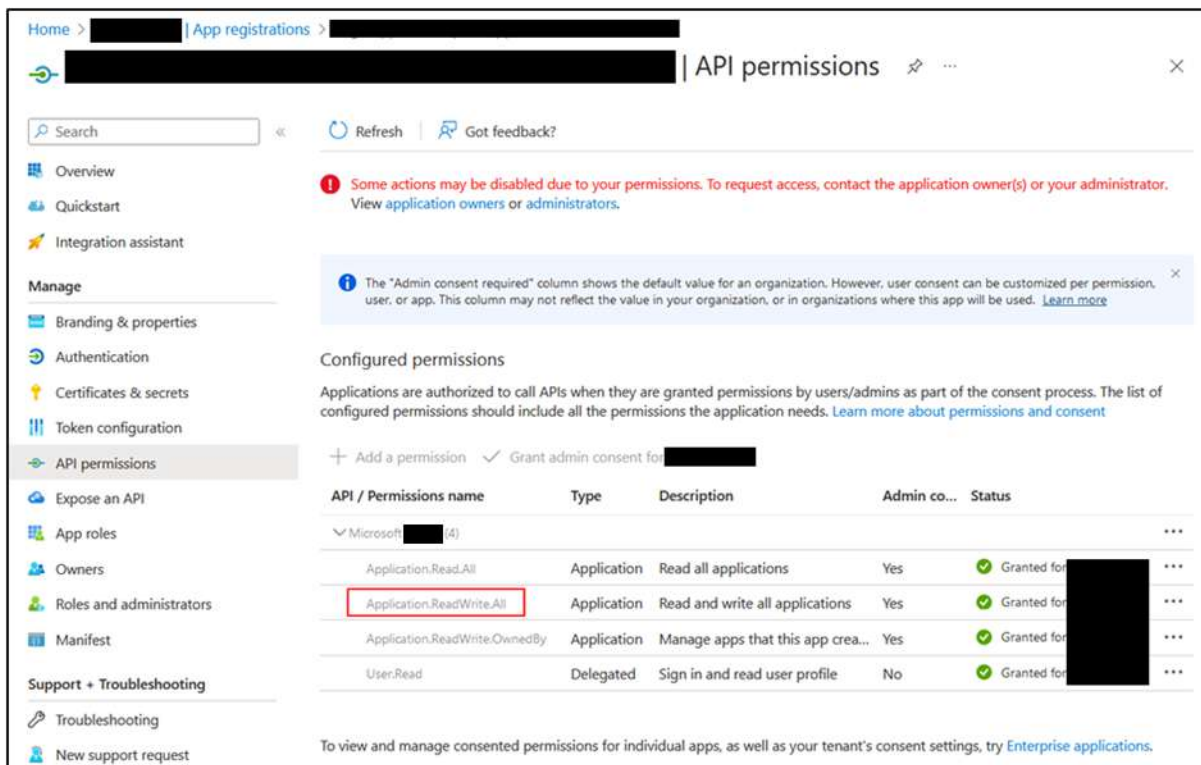 Home > | App registrations >
| API permissions ...
Search
Refresh
Got feedback?
Overview
Quickstart
Integration assistant
Some actions may be disabled due to your permissions. To request access, contact the application owner(s) or your administrator.
View application owners or administrators.
Manage
The "Admin consent required" column shows the default value for an organization. However, user consent can be customized per permission,
user, or app. This column may not reflect the value in your organization, or in organizations where this app will be used. Learn more
Branding & properties
Authentication
Certificates & secrets
Token configuration
API permissions
Expose an API
App roles
Owners
Roles and administrators
Manifest
Support + Troubleshooting
Troubleshooting
New support request
Configured permissions
Applications are authorized to call APIs when they are granted permissions by users/admins as part of the consent process. The list of
configured permissions should include all the permissions the application needs. Learn more about permissions and consent
Add a permission Grant admin consent for
API / Permissions name Type Description Admin co... Status
Microsoft (4) ...
Application.Read.All Application Read all applications Yes Granted for ...
Application.ReadWrite.All Application Read and write all applications Yes Granted for ...
Application.ReadWrite.OwnedBy Application Manage apps that this app crea... Yes Granted for ...
User.Read Delegated Sign in and read user profile No Granted for ...
To view and manage consented permissions for individual apps, as well as your tenant's consent settings, try Enterprise applications.